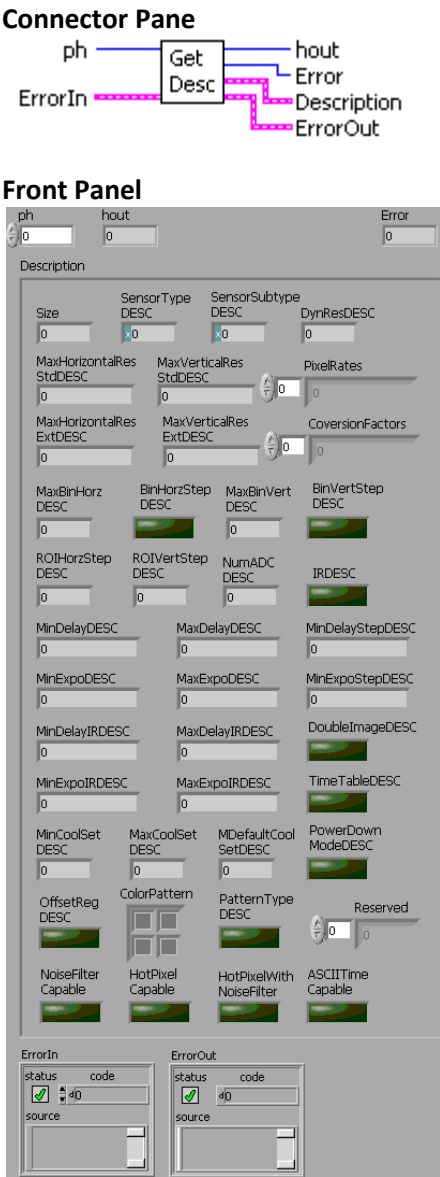 Connector Pane
ph
Get
Desc
hout
Error
ErrorIn
Description
ErrorOut
Front Panel
ph hout Error
0 0 0
Description
SensorType SensorSubtype
Size DESC DESC DynResDESC
0 x0 x0 0
MaxHorizontalRes MaxVerticalRes PixelRates
StdDESC StdDESC
0 0 0 0
MaxHorizontalRes MaxVerticalRes CoversionFactors
ExtDESC ExtDESC
0 0 0 0
MaxBinHorz BinHorzStep MaxBinVert BinVertStep
DESC DESC DESC DESC
0 0
ROIHorzStep ROIVertStep NumADC
DESC DESC DESC IRDESC
0 0 0
MinDelayDESC MaxDelayDESC MinDelayStepDESC
0 0 0
MinExpoDESC MaxExpoDESC MinExpoStepDESC
0 0 0
MinDelayIRDESC MaxDelayIRDESC DoubleImageDESC
0 0
MinExpoIRDESC MaxExpoIRDESC TimeTableDESC
0 0
MinCoolSet MaxCoolSet MDefaultCool PowerDown
DESC DESC SetDESC ModeDESC
0 0 0
OffsetReg ColorPattern PatternType Reserved
DESC DESC
0 0
NoiseFilter HotPixel HotPixelWith ASCIITime
Capable Capable NoiseFilter Capable
ErrorIn ErrorOut
status code status code
d0 d0
source source